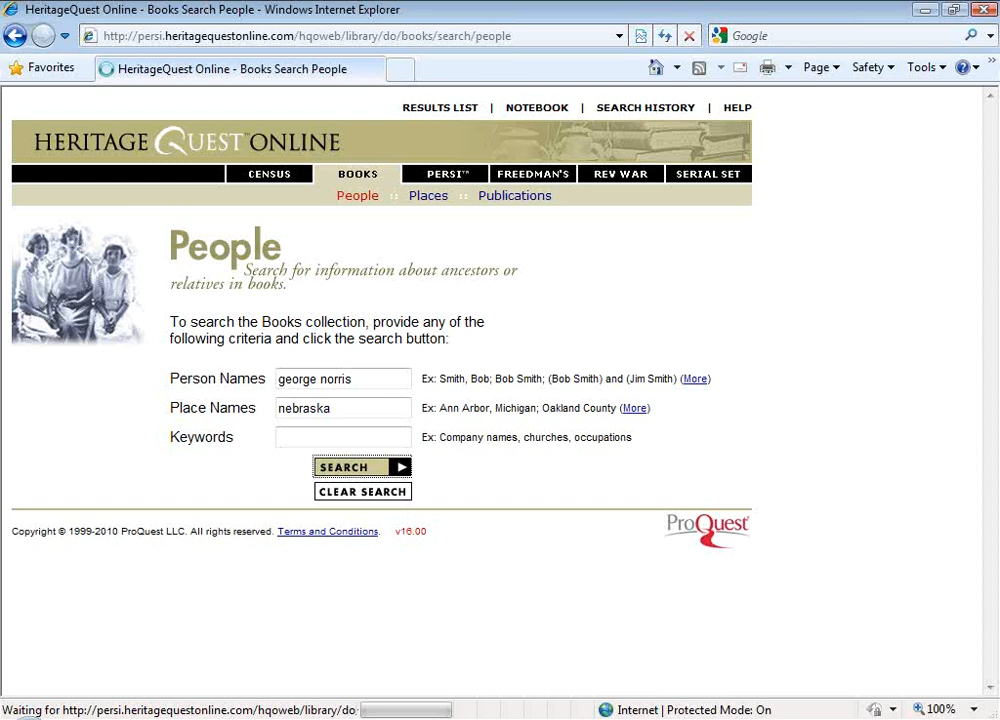 HeritageQuest Online - Books Search People - Windows Internet Explorer
http://persi.heritagequestonline.com/hqoweb/library/do/books/search/people
Google
Favorites
HeritageQuest Online - Books Search People
Page
Safety
Tools
RESULTS LIST | NOTEBOOK | SEARCH HISTORY | HELP
HERITAGE QUEST™ ONLINE
CENSUS BOOKS PERSI™ FREEDMAN'S REV WAR SERIAL SET
People :: Places :: Publications
People
Search for information about ancestors or
relatives in books.
To search the Books collection, provide any of the
following criteria and click the search button:
Person Names george norris Ex: Smith, Bob; Bob Smith; (Bob Smith) and (Jim Smith) (More)
Place Names nebraska Ex: Ann Arbor, Michigan; Oakland County (More)
Keywords Ex: Company names, churches, occupations
SEARCH
CLEAR SEARCH
Copyright © 1999-2010 ProQuest LLC. All rights reserved. Terms and Conditions. v16.00
ProQuest
Waiting for http://persi.heritagequestonline.com/hqoweb/library/do
Internet | Protected Mode: On
100%